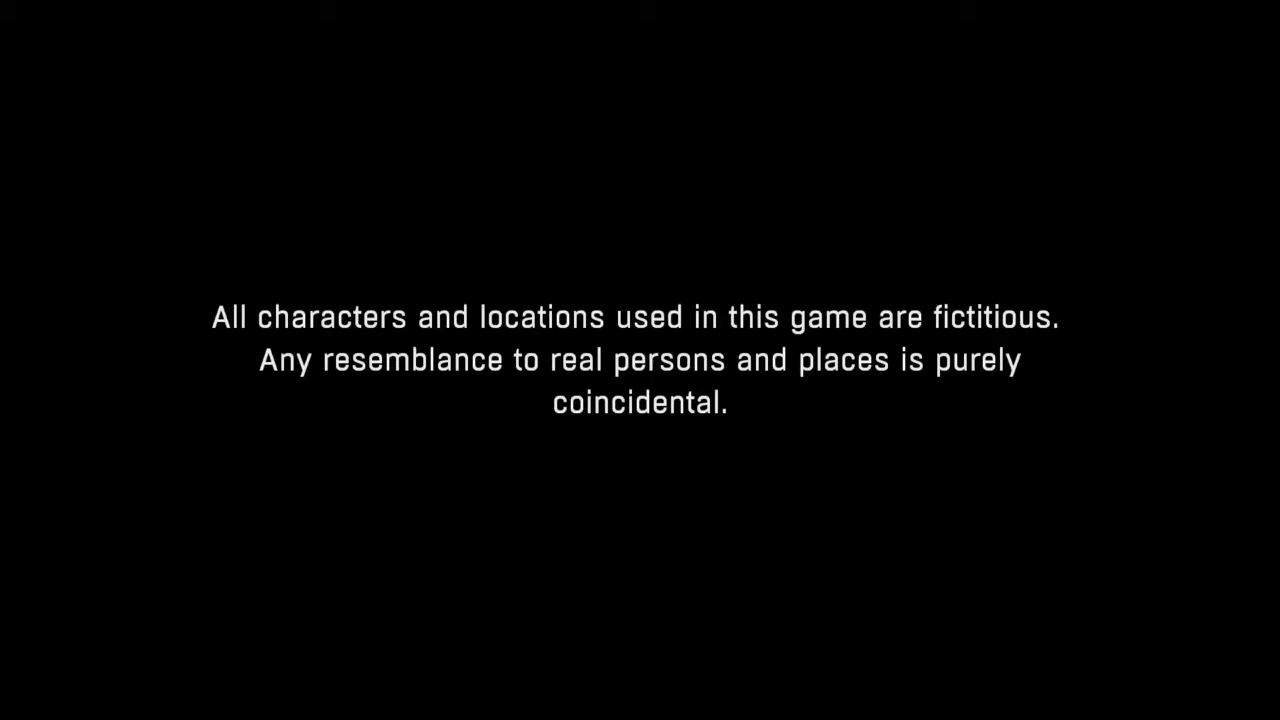 All characters and locations used in this game are fictitious.
Any resemblance to real persons and places is purely
coincidental.